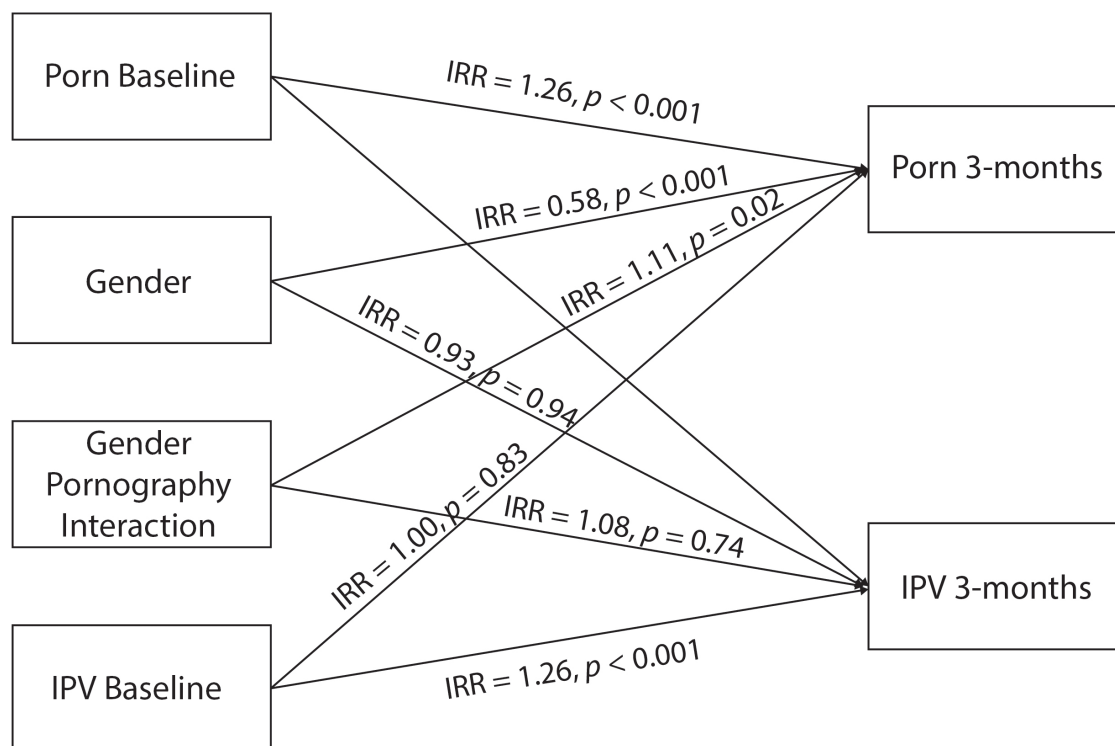 Porn Baseline
IRR = 1.26, p < 0.001
Porn 3-months
IRR = 0.58, p < 0.001
Gender
IRR = 1.11, p = 0.02
IRR = 0.93, p = 0.94
Gender
Pornography
Interaction
IRR = 1.00, p = 0.83
IRR = 1.08, p = 0.74
IPV 3-months
IPV Baseline
IRR = 1.26, p < 0.001